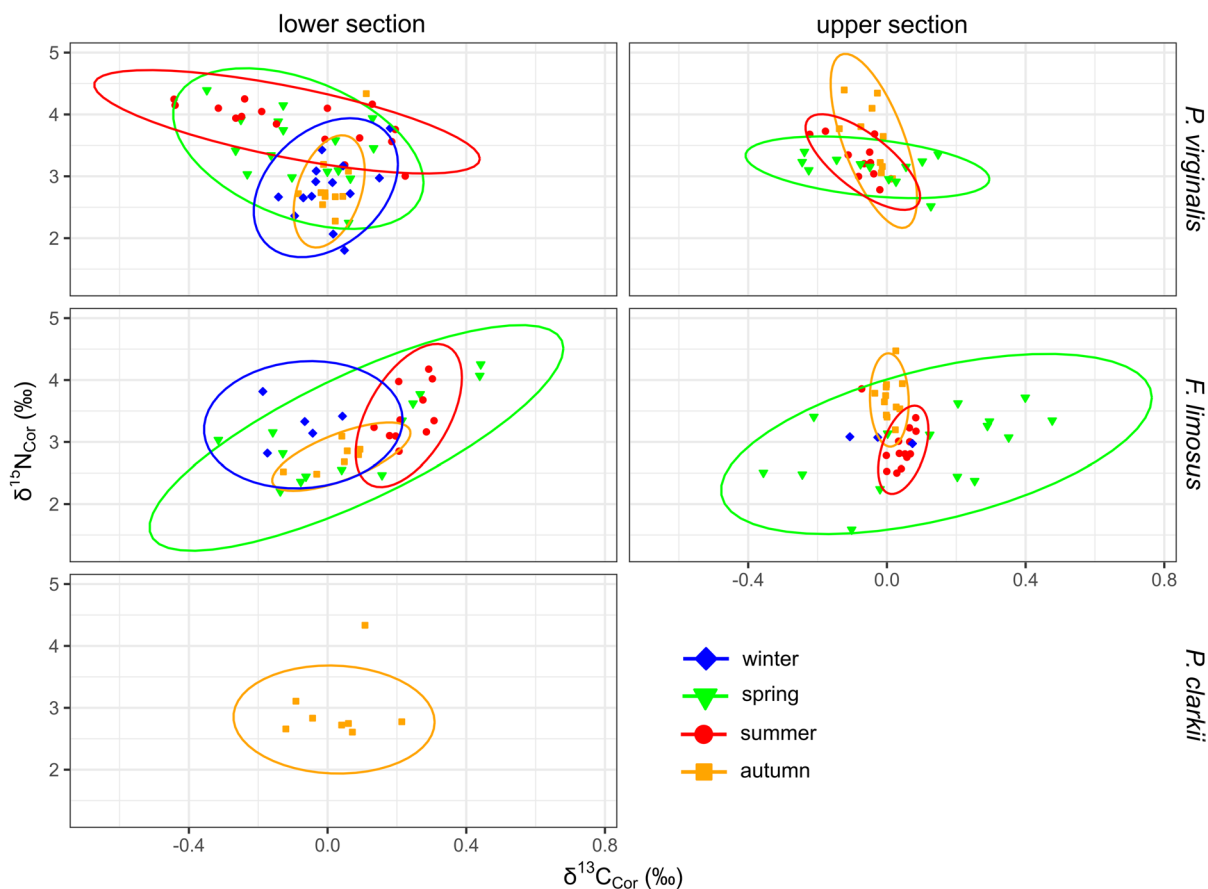 lower section
upper section
5
4
3
2
P. virginalis
5
4
3
2
F. limosus
δ¹⁵N_Cor (‰)
-0.4 0.0 0.4 0.8
5
4
3
2
P. clarkii
winter
spring
summer
autumn
-0.4 0.0 0.4 0.8
δ¹³C_Cor (‰)